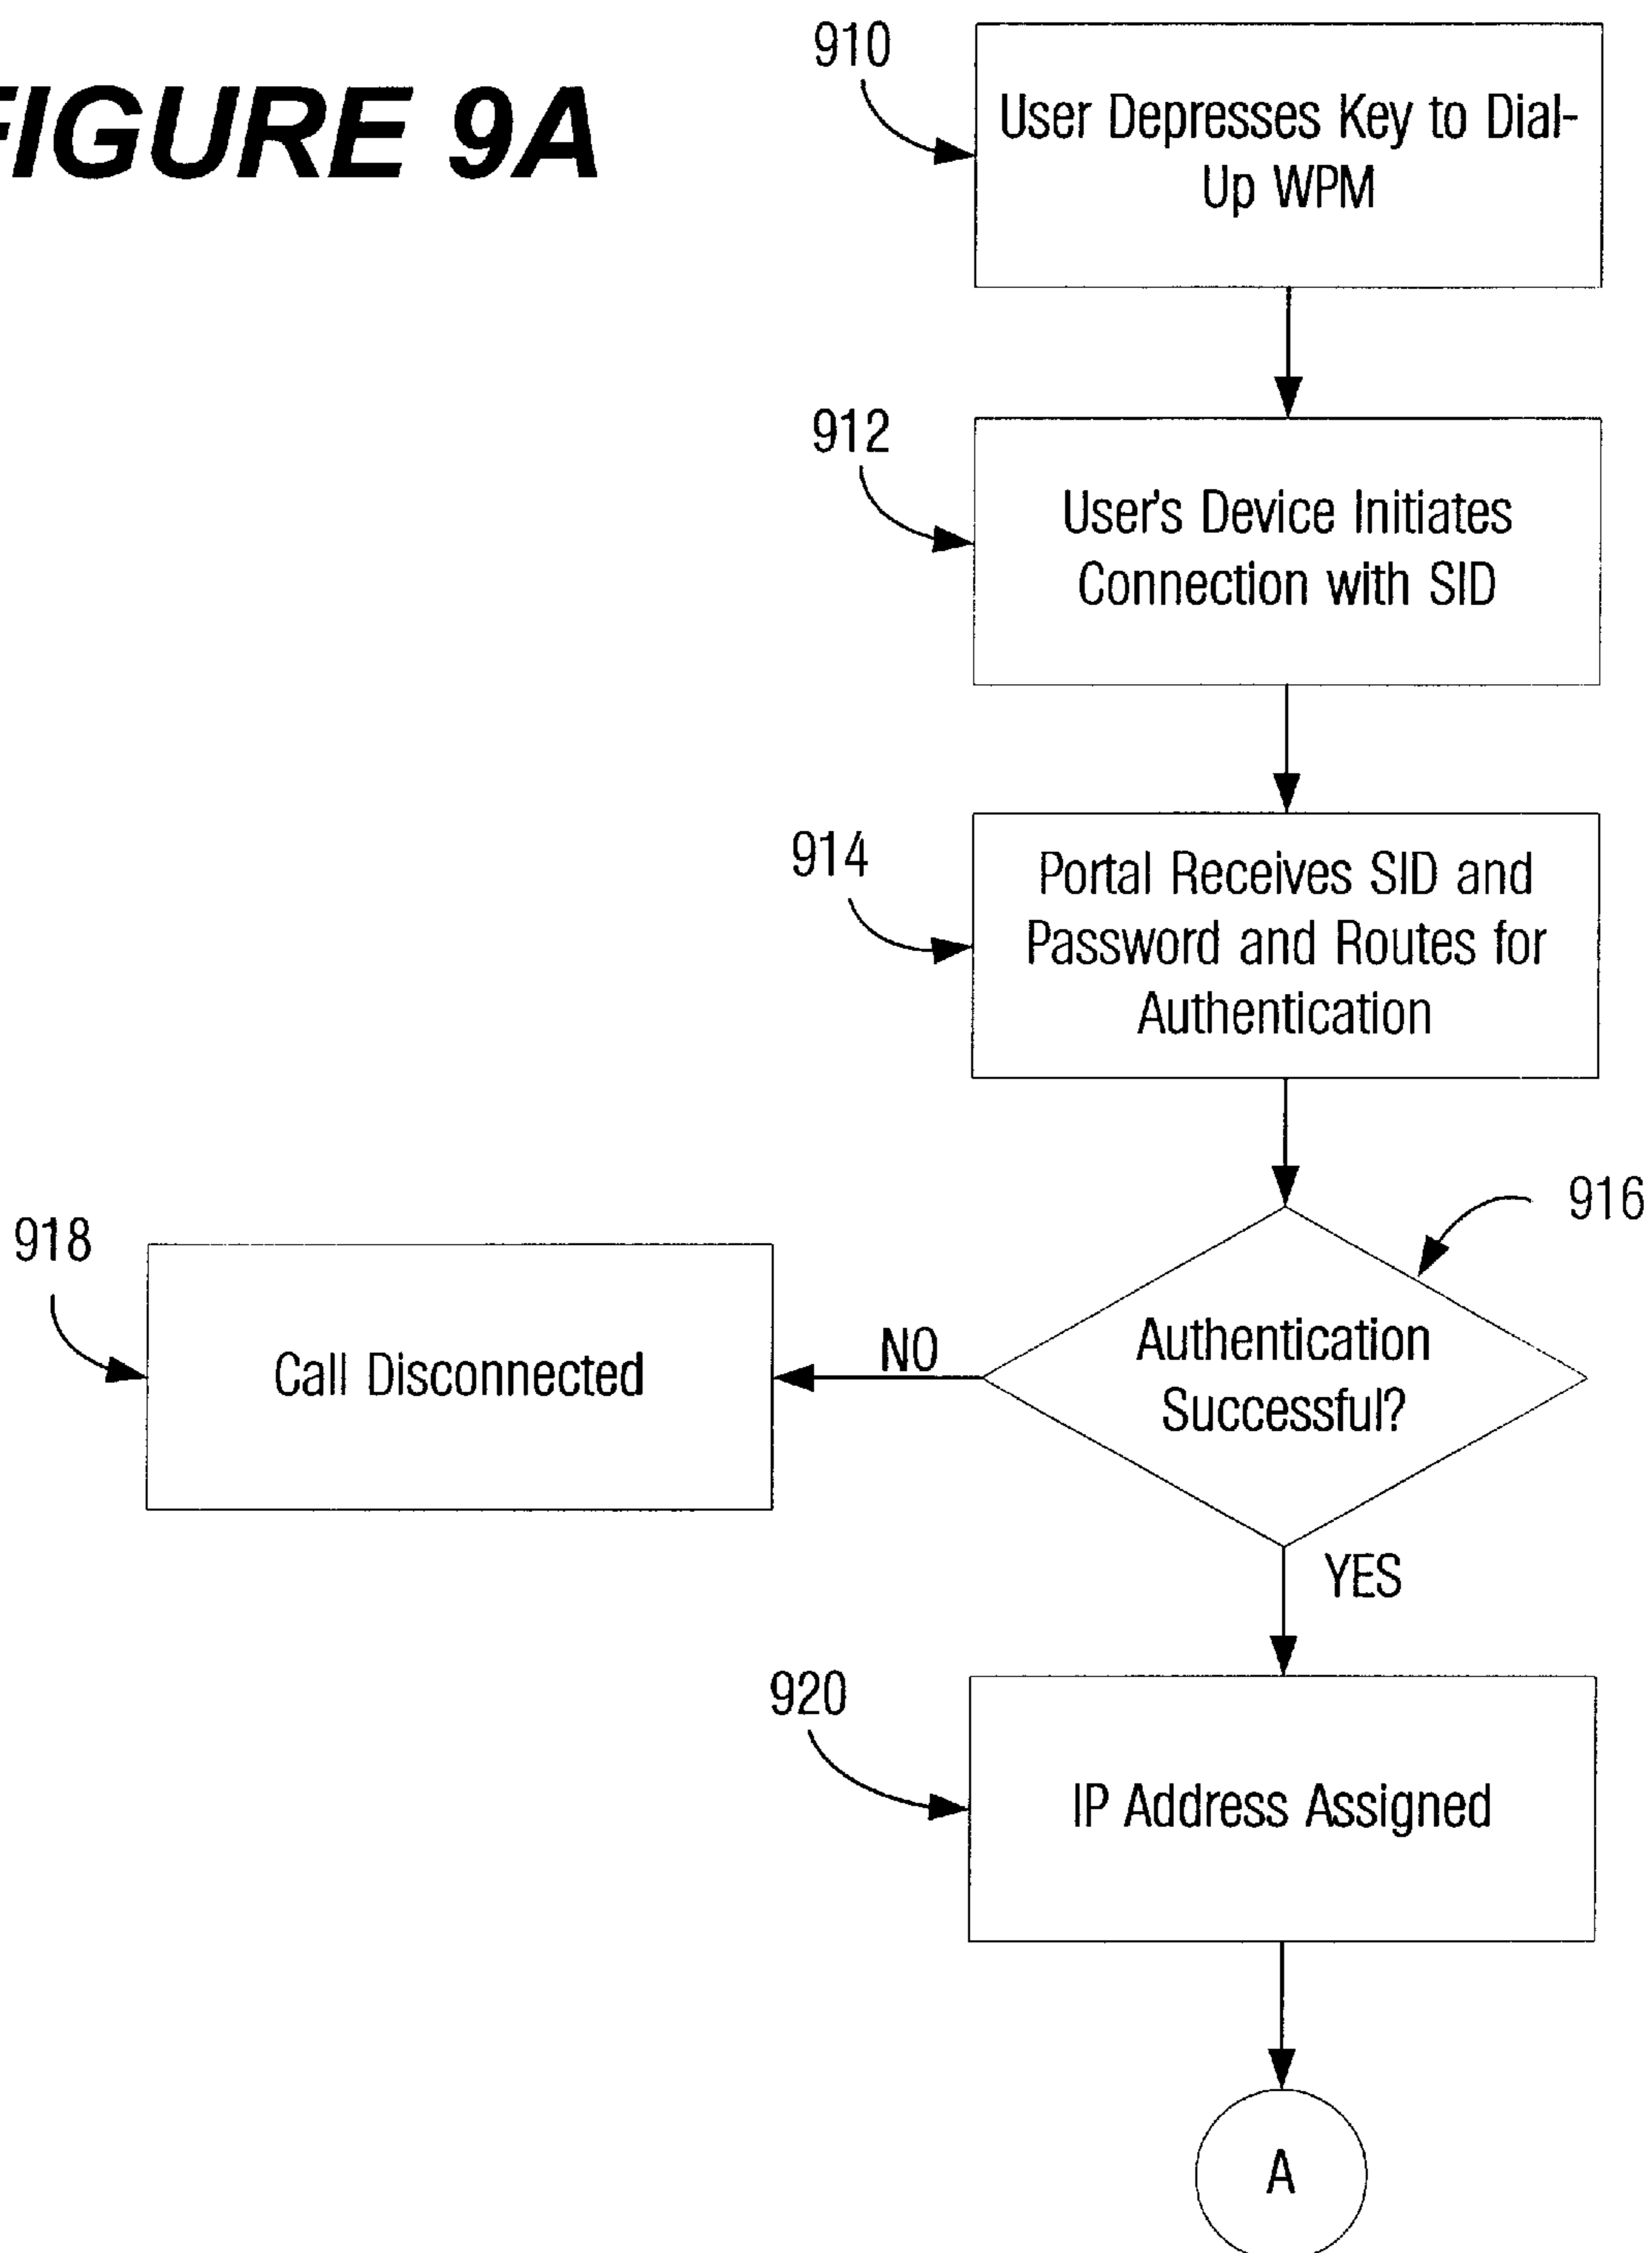 FIGURE 9A
910
User Depresses Key to Dial-
Up WPM
912
User's Device Initiates
Connection with SID
914
Portal Receives SID and
Password and Routes for
Authentication
916
Authentication
Successful?
NO
918
Call Disconnected
YES
920
IP Address Assigned
A